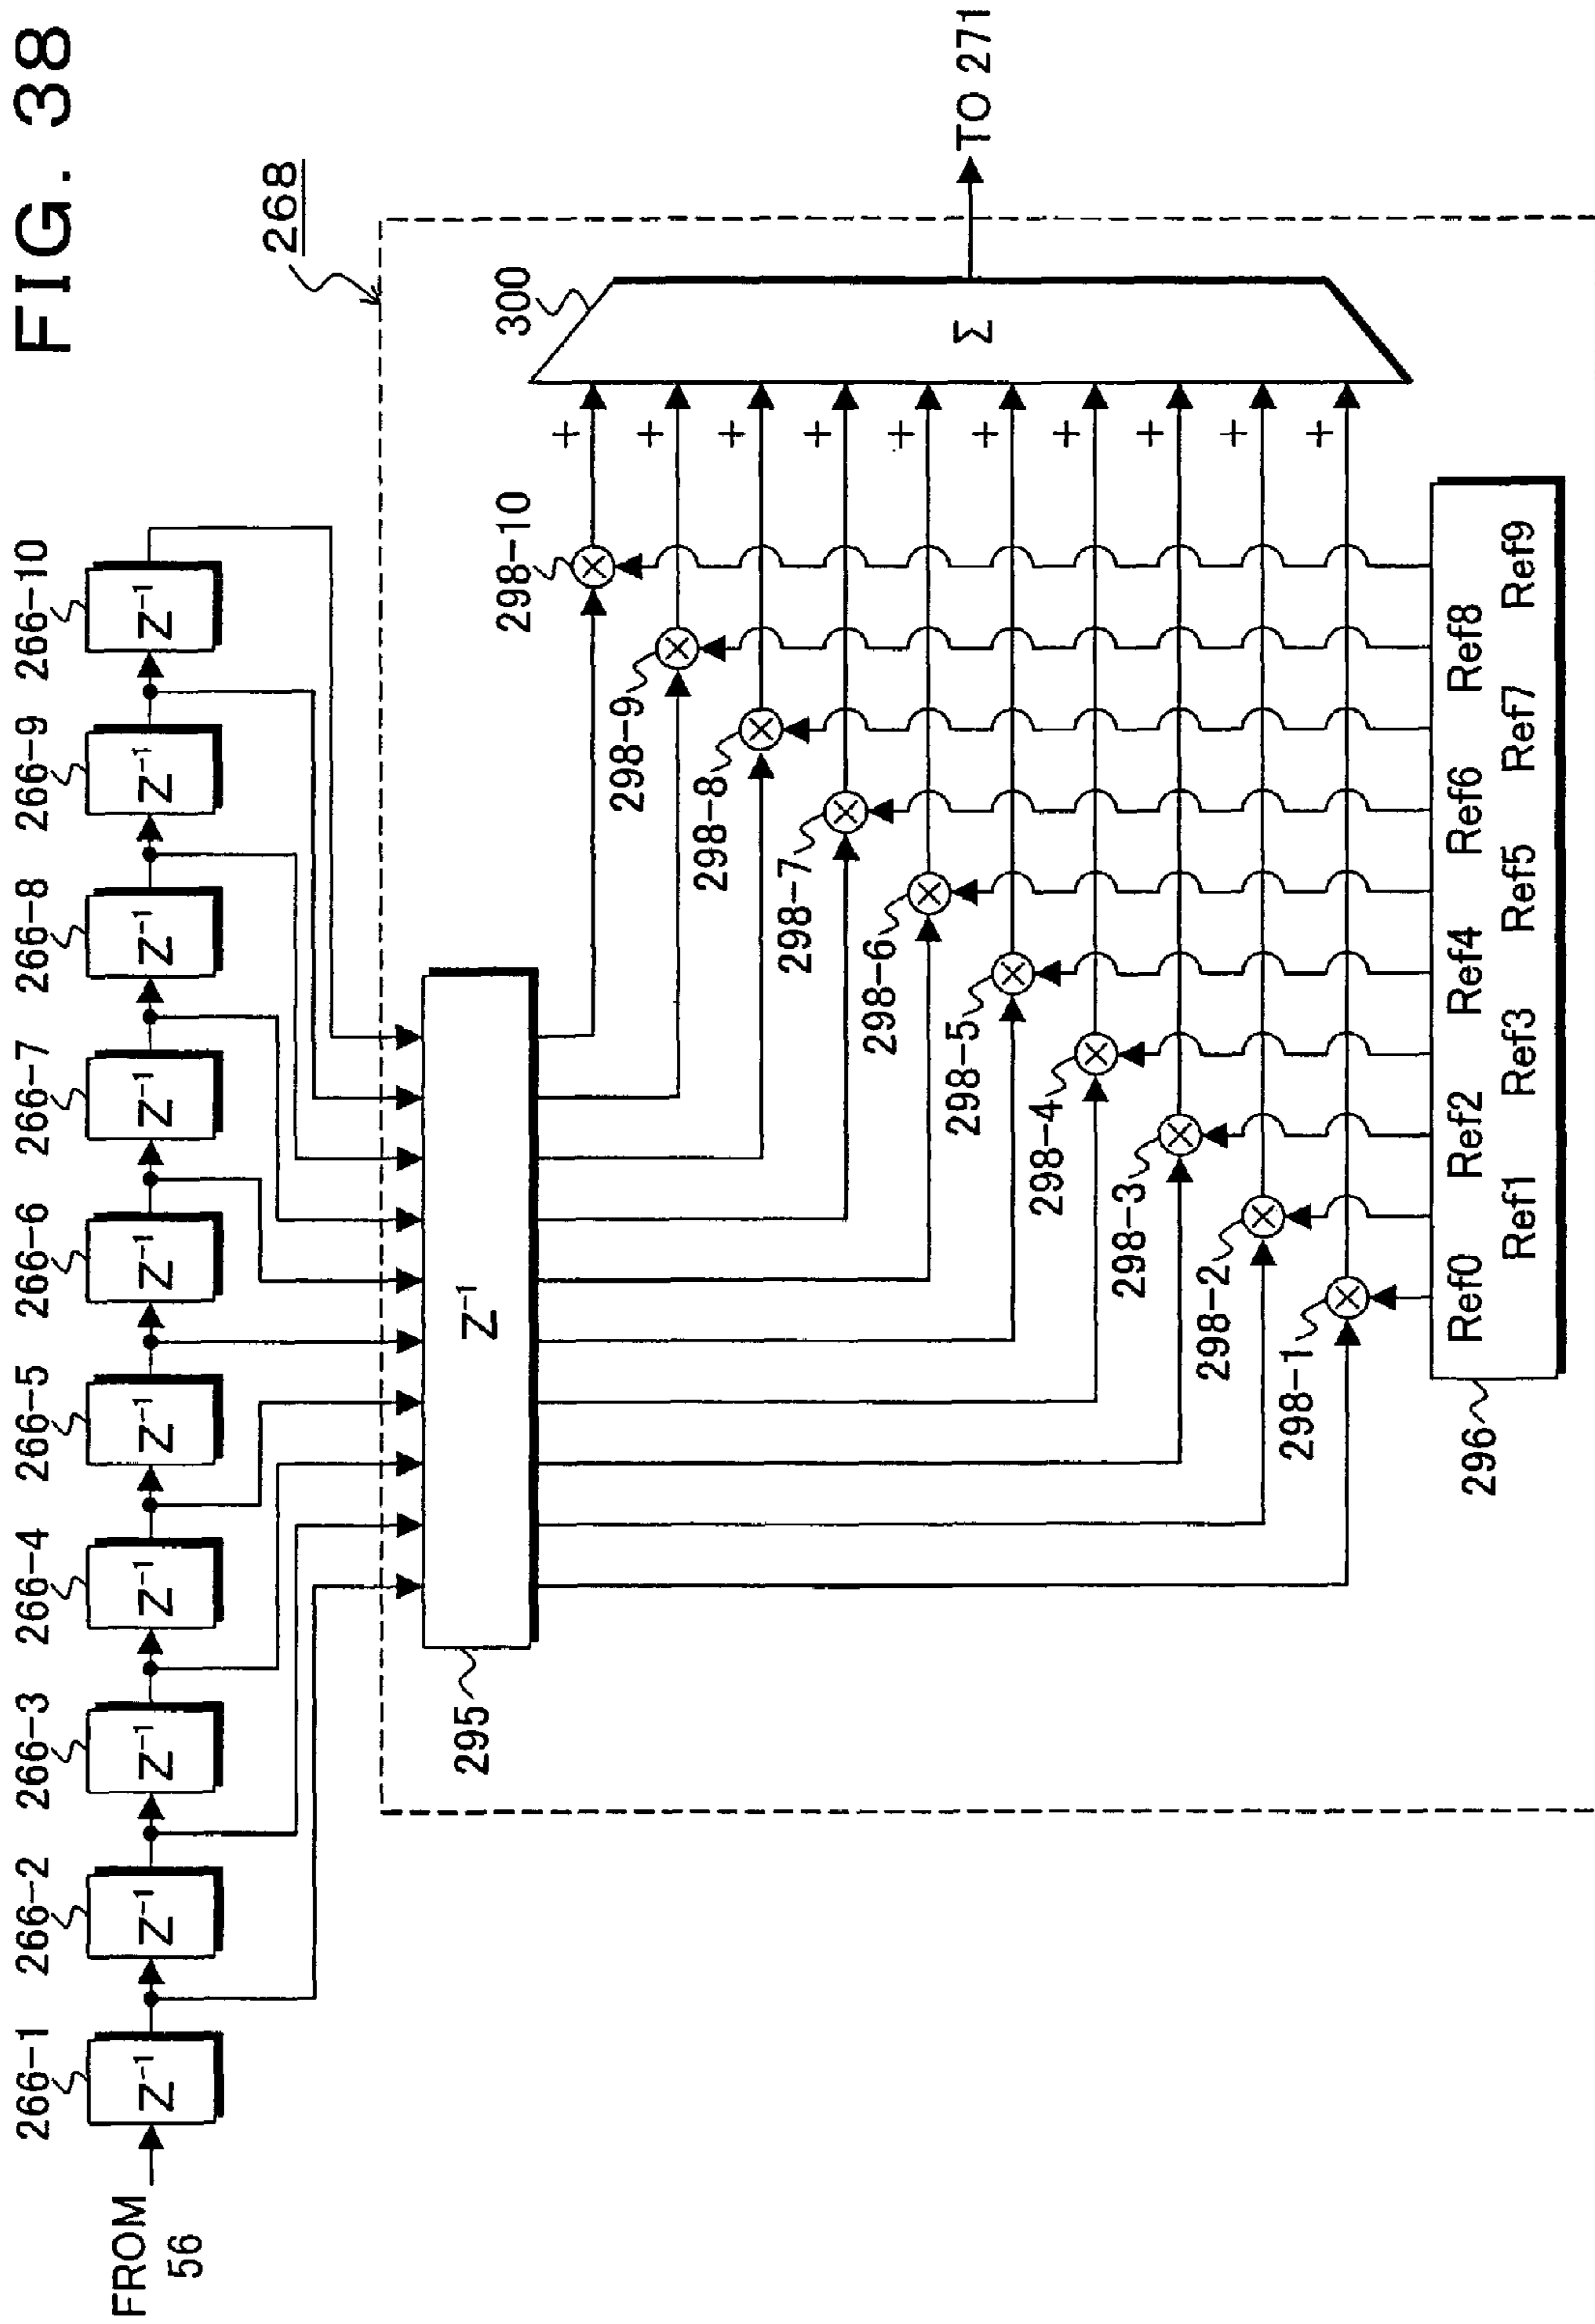 FIG. 38
FROM
56
266-1
266-2
266-3
266-4
266-5
266-6
266-7
266-8
266-9
266-10
Z⁻¹
Z⁻¹
Z⁻¹
Z⁻¹
Z⁻¹
Z⁻¹
Z⁻¹
Z⁻¹
Z⁻¹
Z⁻¹
268
295
Z⁻¹
298-10
298-9
298-8
298-7
298-6
298-5
298-4
298-3
298-2
298-1
+
+
+
+
+
+
+
+
+
+
300
Σ
TO 271
296
Ref0
Ref1
Ref2
Ref3
Ref4
Ref5
Ref6
Ref7
Ref8
Ref9